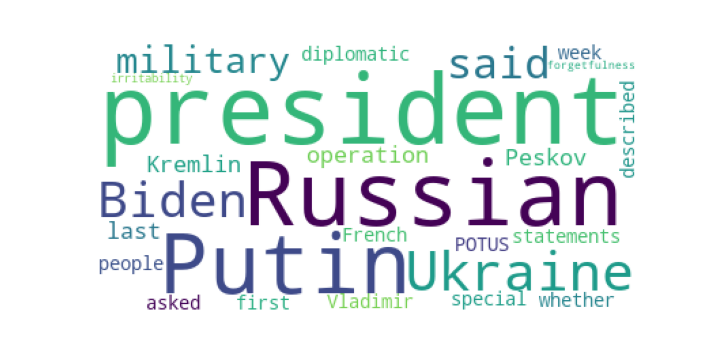 military diplomatic said week
irritability forgetfulness
president
described
Kremlin operation Peskov
Biden Russian
last French POTUS statements
people Putin Ukraine
asked first Vladimir special whether